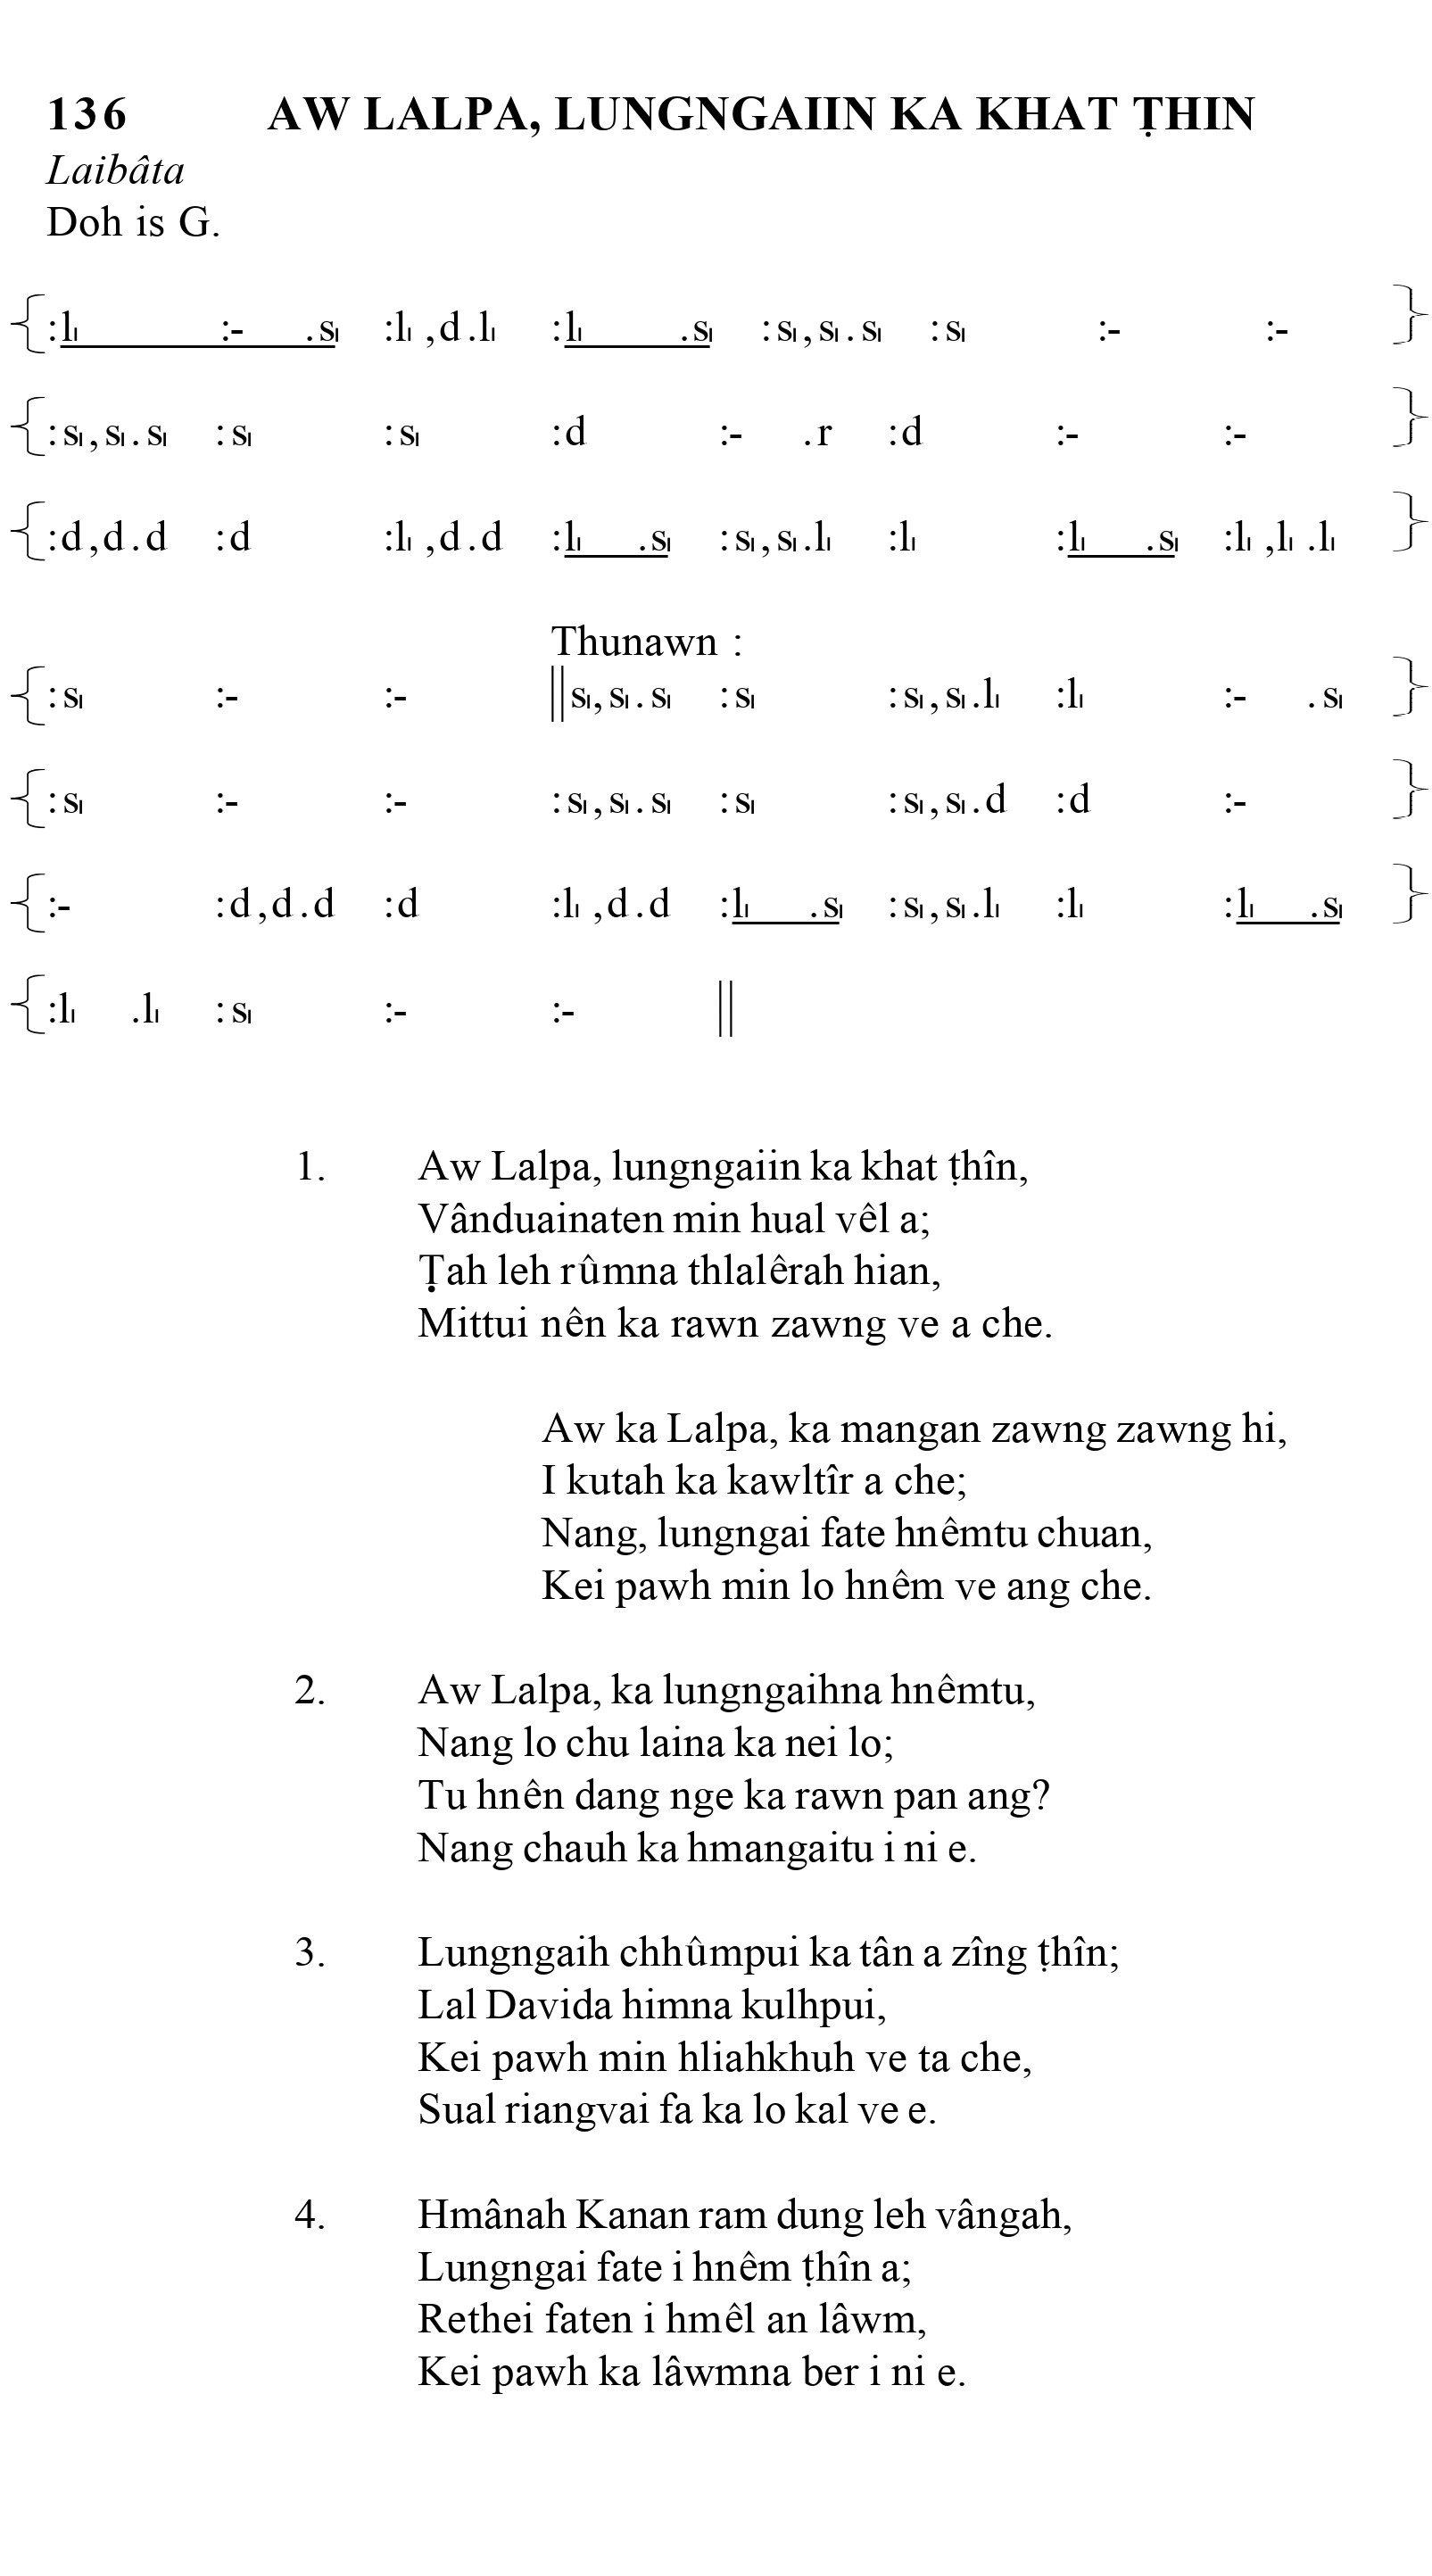 136 AW LALPA, LUNGNGAIIN KA KHAT ṬHIN
Laibâta
Doh is G.
{:l₁ :- .s₁ :l₁ ,d.l₁ :l₁ .s₁ :s₁,s₁.s₁ :s₁ :- :- }
{:s₁,s₁.s₁ :s₁ :s₁ :d :- .r :d :- :- }
{:d,d.d :d :l₁ ,d.d :l₁ .s₁ :s₁,s₁.l₁ :l₁ :l₁ .s₁ :l₁ ,l₁ .l₁ }
Thunawn :
{:s₁ :- :- ||s₁,s₁.s₁ :s₁ :s₁,s₁.l₁ :l₁ :- .s₁ }
{:s₁ :- :- :s₁,s₁.s₁ :s₁ :s₁,s₁.d :d :- }
{:- :d,d.d :d :l₁ ,d.d :l₁ .s₁ :s₁,s₁.l₁ :l₁ :l₁ .s₁ }
{:l₁ .l₁ :s₁ :- :- ||
1. Aw Lalpa, lungngaiin ka khat ṭhîn,
Vânduainaten min hual vêl a;
Ṭah leh rûmna thlalêrah hian,
Mittui nên ka rawn zawng ve a che.
Aw ka Lalpa, ka mangan zawng zawng hi,
I kutah ka kawltîr a che;
Nang, lungngai fate hnêmtu chuan,
Kei pawh min lo hnêm ve ang che.
2. Aw Lalpa, ka lungngaihna hnêmtu,
Nang lo chu laina ka nei lo;
Tu hnên dang nge ka rawn pan ang?
Nang chauh ka hmangaitu i ni e.
3. Lungngaih chhûmpui ka tân a zîng ṭhîn;
Lal Davida himna kulhpui,
Kei pawh min hliahkhuh ve ta che,
Sual riangvai fa ka lo kal ve e.
4. Hmânah Kanan ram dung leh vângah,
Lungngai fate i hnêm ṭhîn a;
Rethei faten i hmêl an lâwm,
Kei pawh ka lâwmna ber i ni e.